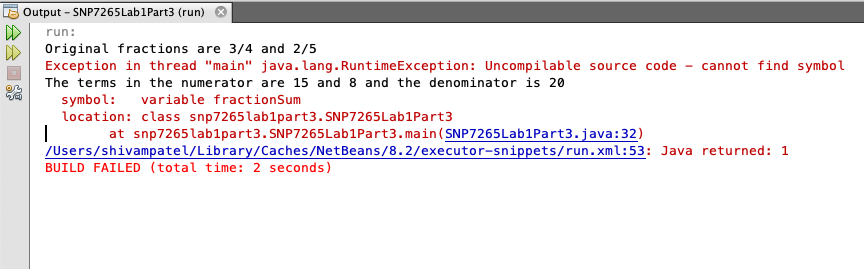 Output - SNP7265Lab1Part3 (run)
run:
Original fractions are 3/4 and 2/5
Exception in thread "main" java.lang.RuntimeException: Uncompilable source code - cannot find symbol
The terms in the numerator are 15 and 8 and the denominator is 20
  symbol:   variable fractionSum
  location: class snp7265lab1part3.SNP7265Lab1Part3
        at snp7265lab1part3.SNP7265Lab1Part3.main(SNP7265Lab1Part3.java:32)
/Users/shivampatel/Library/Caches/NetBeans/8.2/executor-snippets/run.xml:53: Java returned: 1
BUILD FAILED (total time: 2 seconds)